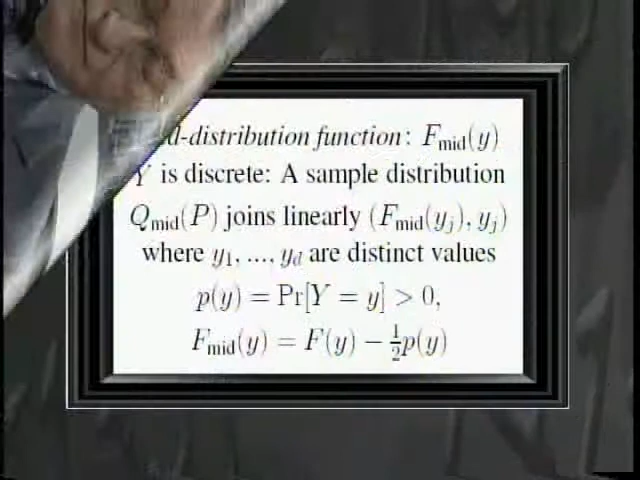 -distribution function: F_mid(y)
Y is discrete: A sample distribution
Q_mid(P) joins linearly (F_mid(y_j), y_j)
where y_1, ..., y_d are distinct values
p(y) = Pr[Y = y] > 0,
F_mid(y) = F(y) − ½p(y)